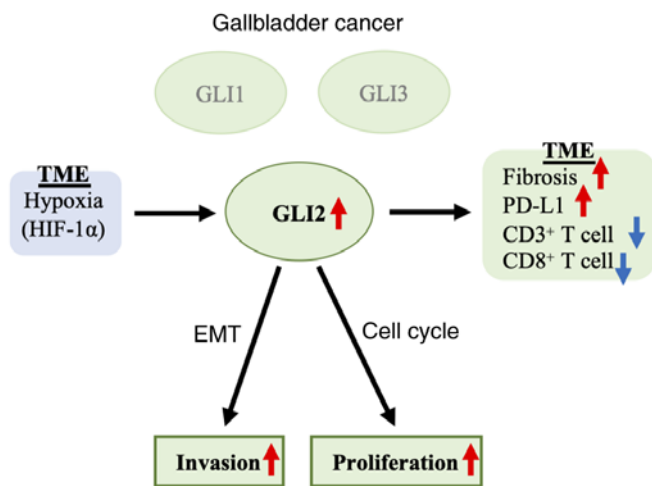 Gallbladder cancer
GLI1
GLI3
TME
Hypoxia
(HIF-1α)
GLI2
TME
Fibrosis
PD-L1
CD3⁺ T cell
CD8⁺ T cell
EMT
Cell cycle
Invasion
Proliferation